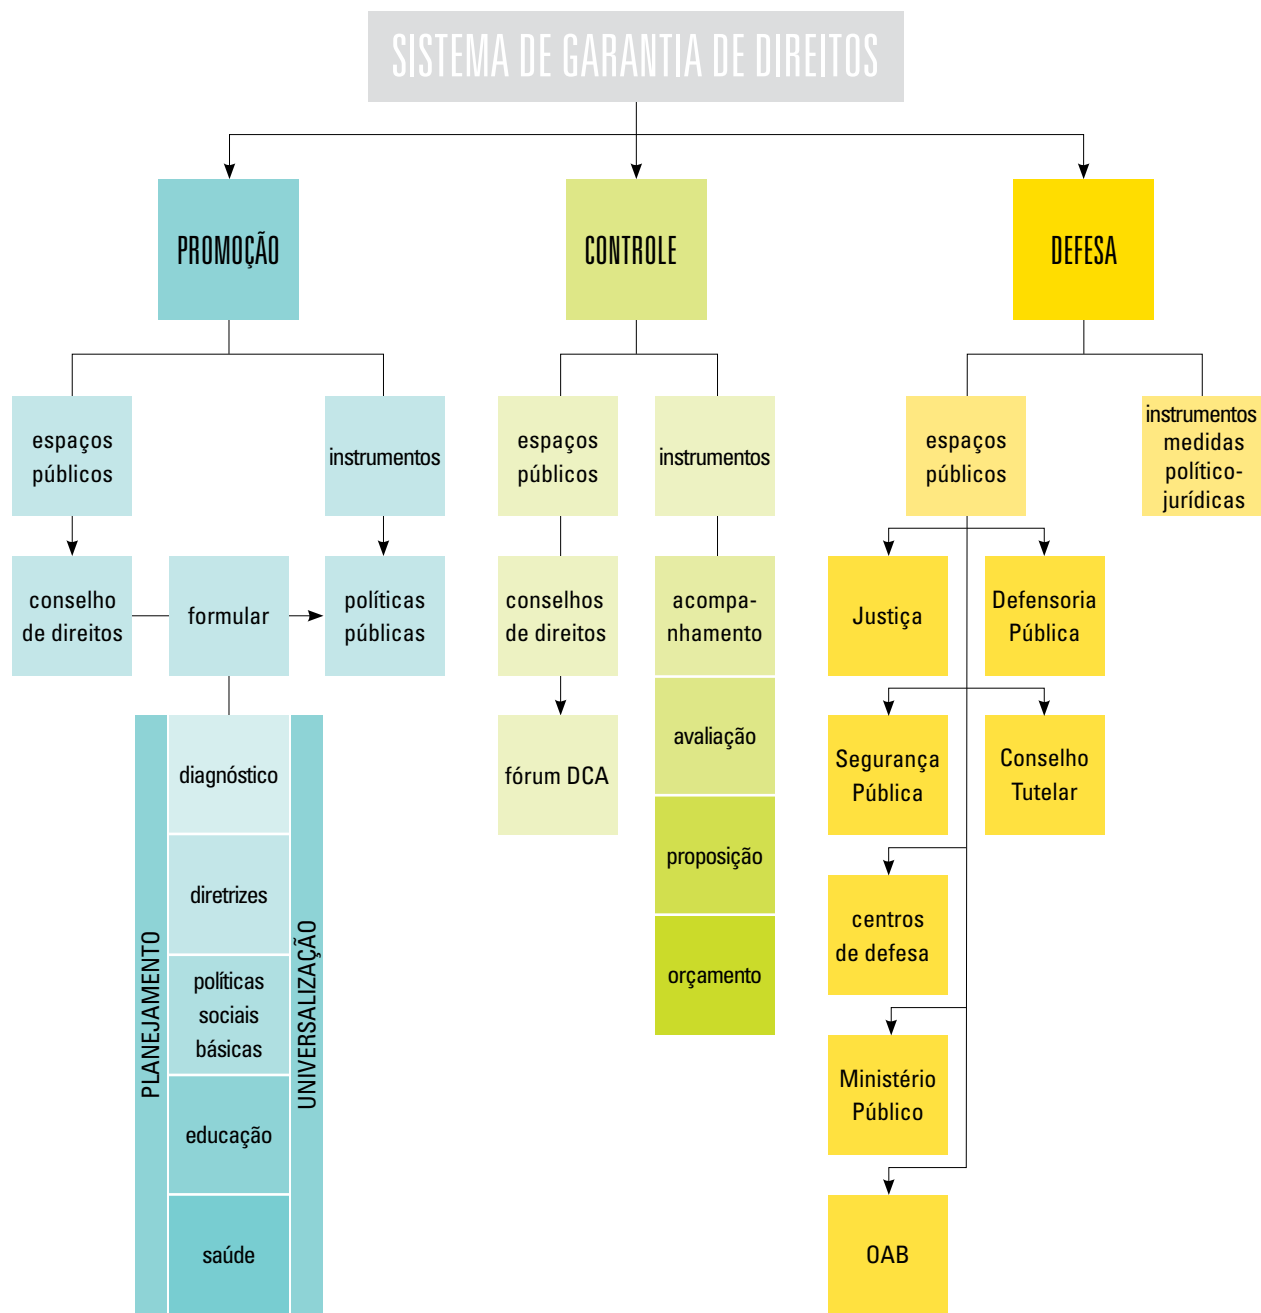 SISTEMA DE GARANTIA DE DIREITOS
PROMOÇÃO
CONTROLE
DEFESA
espaços
públicos
instrumentos
espaços
públicos
instrumentos
espaços
públicos
instrumentos
medidas
político-
jurídicas
conselho
de direitos
formular
políticas
públicas
conselhos
de direitos
acompa-
nhamento
Justiça
Defensoria
Pública
PLANEJAMENTO
diagnóstico
diretrizes
políticas
sociais
básicas
educação
saúde
UNIVERSALIZAÇÃO
fórum DCA
avaliação
proposição
orçamento
Segurança
Pública
Conselho
Tutelar
centros
de defesa
Ministério
Público
OAB